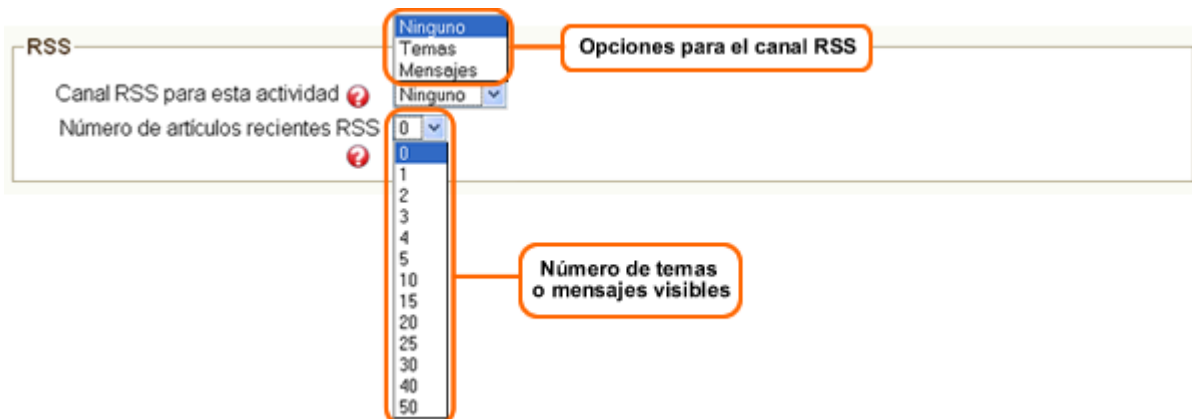 Ninguno
RSS
Temas
Opciones para el canal RSS
Mensajes
Canal RSS para esta actividad
Ninguno
Número de artículos recientes RSS
0
0
1
2
3
4
5
10
15
20
25
30
40
50
Número de temas
o mensajes visibles